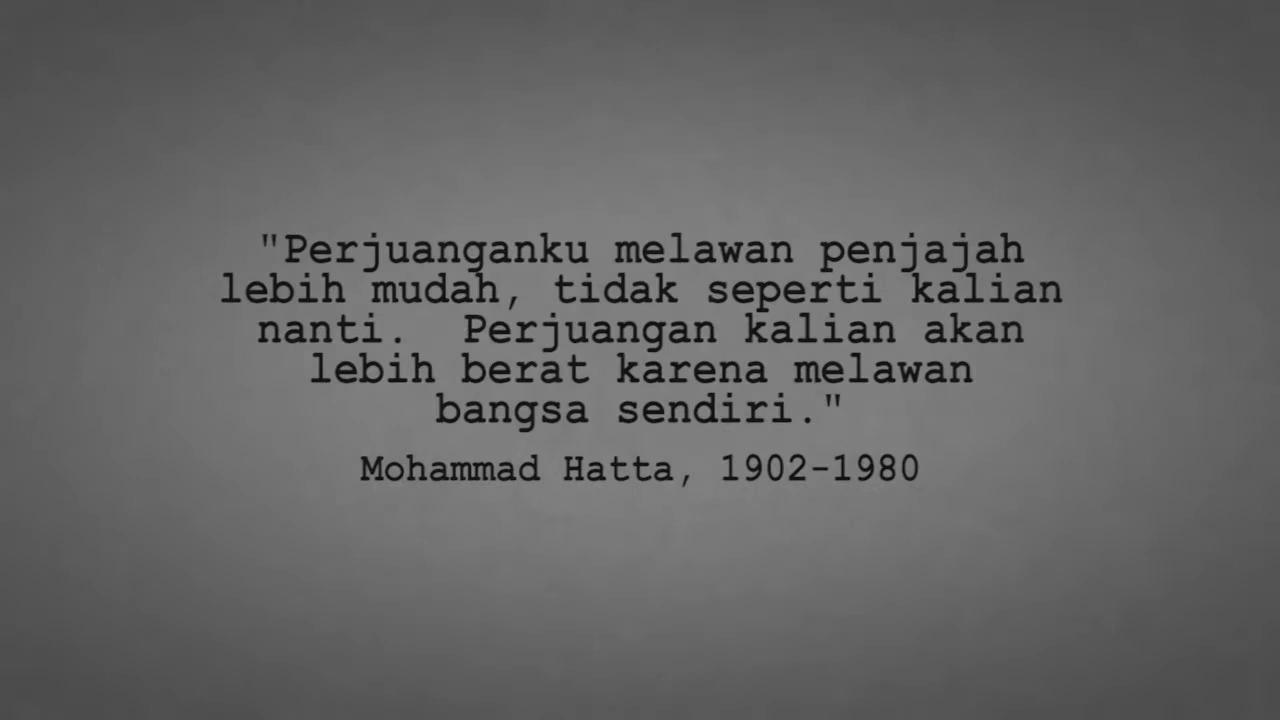 "Perjuanganku melawan penjajah
lebih mudah, tidak seperti kalian
nanti.  Perjuangan kalian akan
lebih berat karena melawan
bangsa sendiri."
Mohammad Hatta, 1902-1980